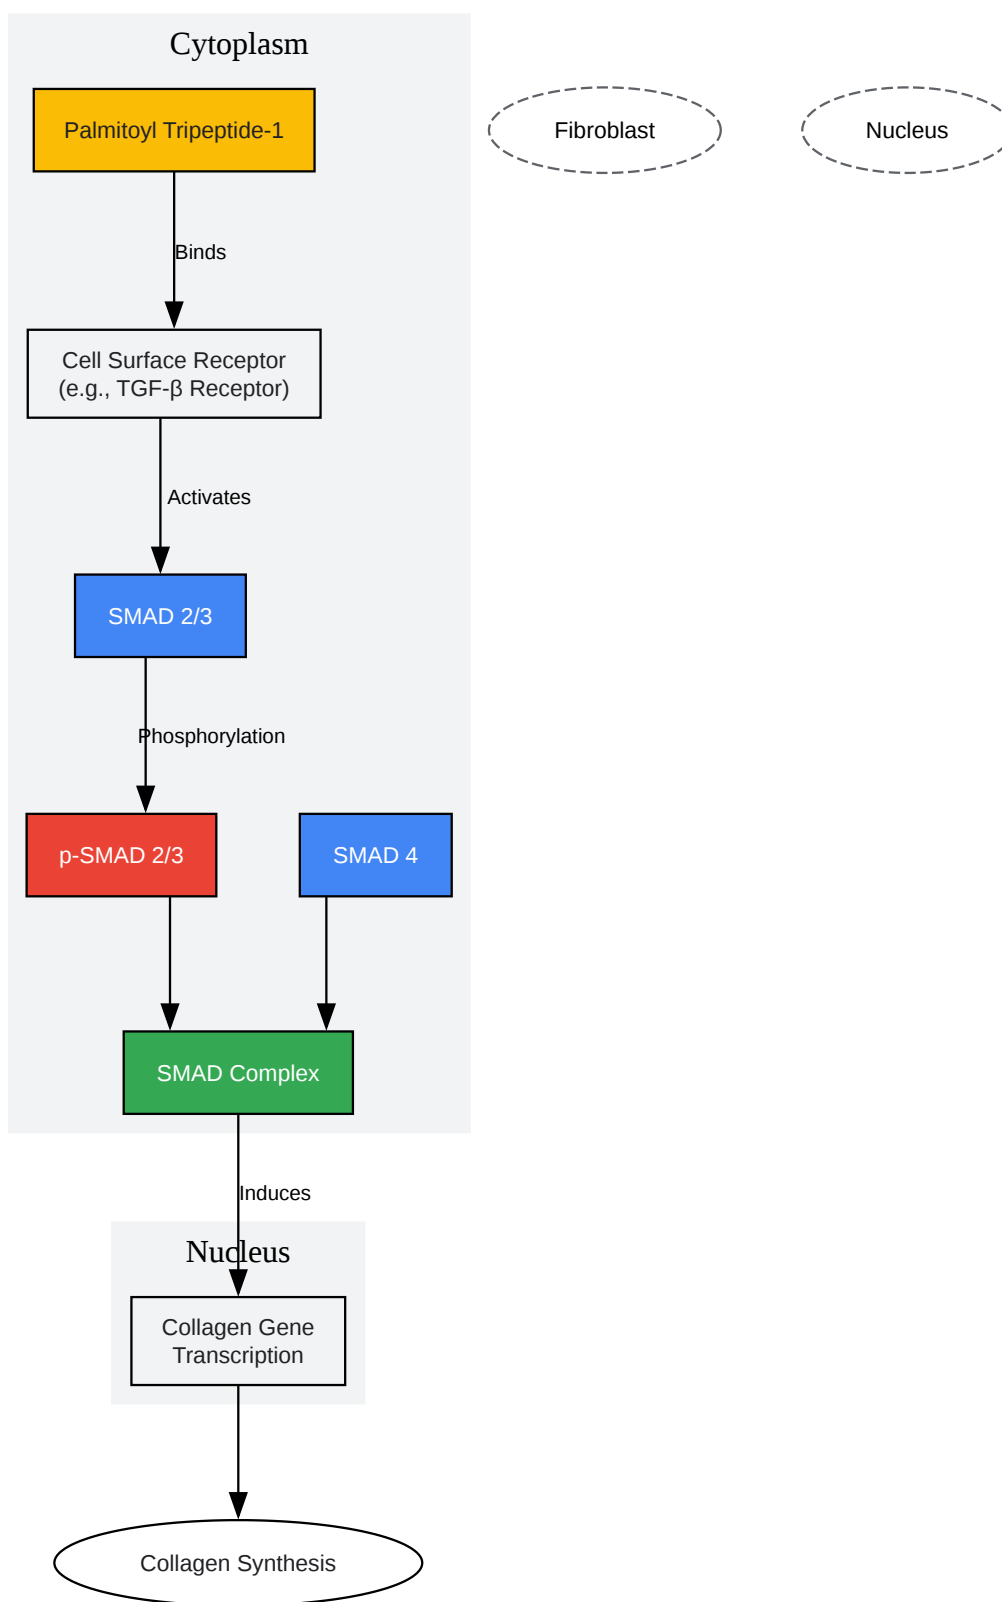 Cytoplasm
Palmitoyl Tripeptide-1
Fibroblast
Nucleus
Binds
Cell Surface Receptor
(e.g., TGF-β Receptor)
Activates
SMAD 2/3
Phosphorylation
p-SMAD 2/3
SMAD 4
SMAD Complex
Induces
Nucleus
Collagen Gene
Transcription
Collagen Synthesis